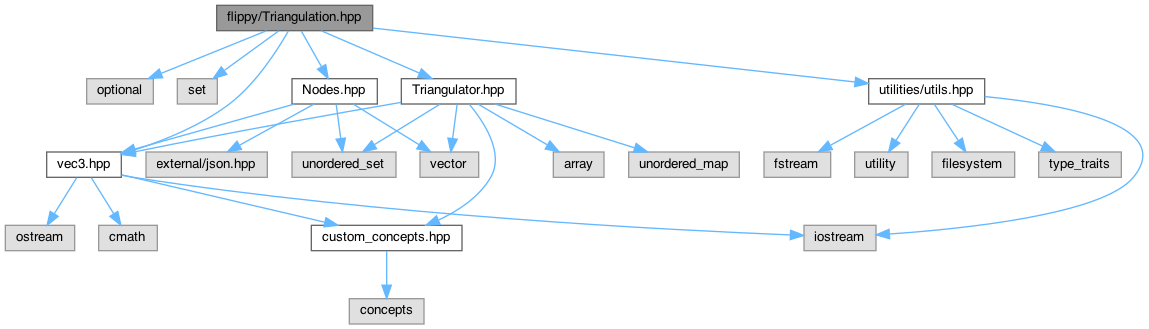 flippy/Triangulation.hpp
optional
set
Nodes.hpp
Triangulator.hpp
utilities/utils.hpp
vec3.hpp
external/json.hpp
unordered_set
vector
array
unordered_map
fstream
utility
filesystem
type_traits
ostream
cmath
custom_concepts.hpp
iostream
concepts